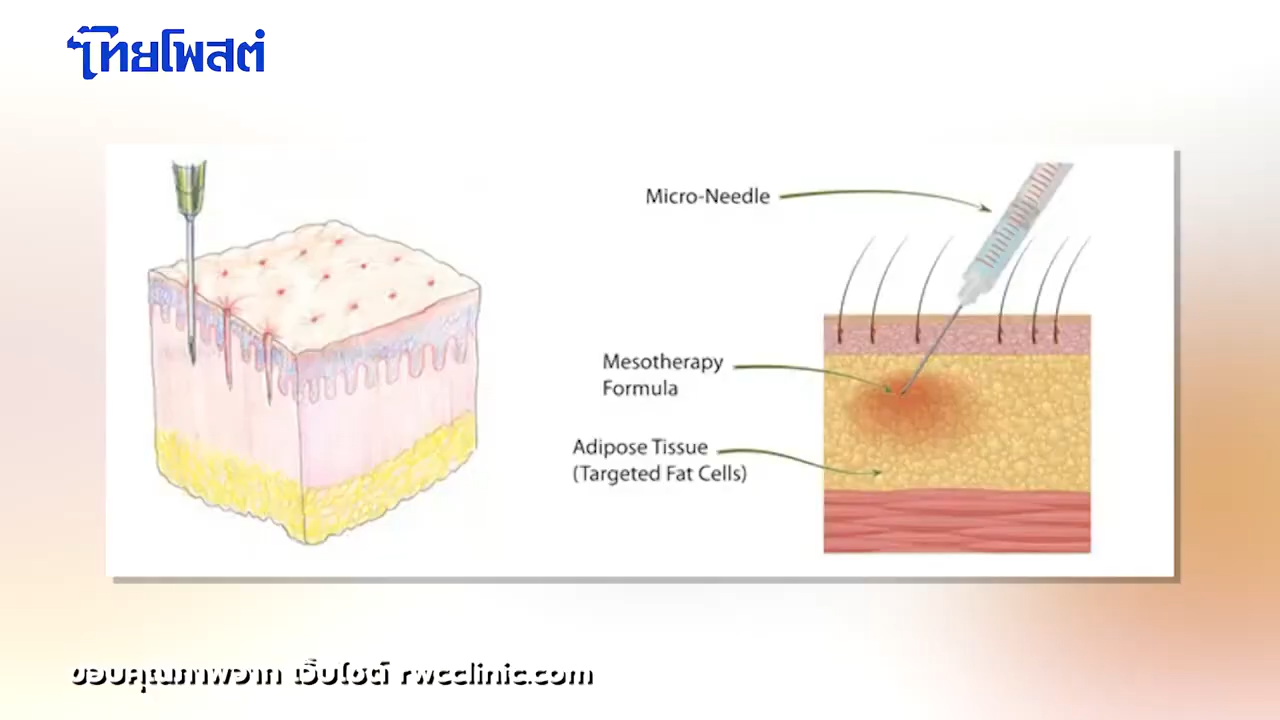 ไทยโพสต์
Micro-Needle
Mesotherapy
Formula
Adipose Tissue
(Targeted Fat Cells)
ขอบคุณภาพจาก เว็บไซต์ rwcclinic.com